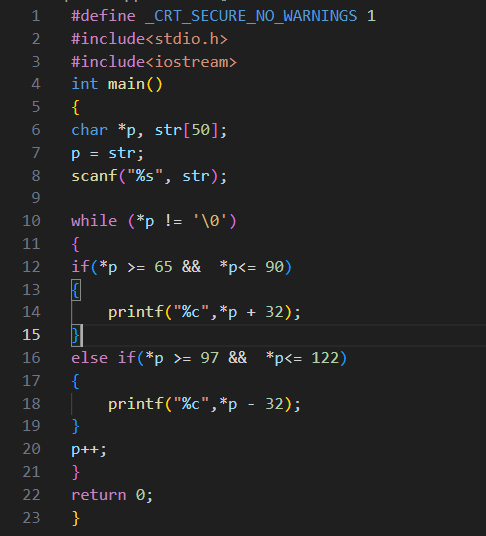 1 #define _CRT_SECURE_NO_WARNINGS 1
2 #include<stdio.h>
3 #include<iostream>
4 int main()
5 {
6 char *p, str[50];
7 p = str;
8 scanf("%s", str);
9
10 while (*p != '\0')
11 {
12 if(*p >= 65 &&  *p<= 90)
13 {
14     printf("%c",*p + 32);
15 }
16 else if(*p >= 97 &&  *p<= 122)
17 {
18     printf("%c",*p - 32);
19 }
20 p++;
21 }
22 return 0;
23 }